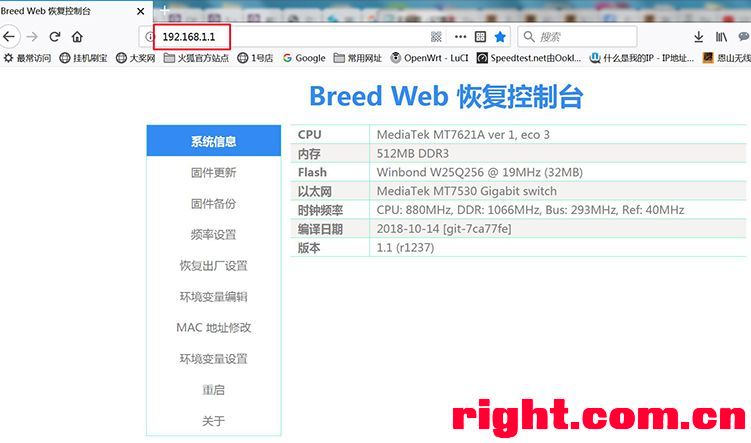 Breed Web 恢复控制台
192.168.1.1
搜索
最常访问 挂机刷宝 大奖网 火狐官方站点 1号店 Google 常用网址 OpenWrt - LuCI Speedtest.net由Ookl... 什么是我的IP - IP地址... 恩山无线
Breed Web 恢复控制台
系统信息
固件更新
固件备份
频率设置
恢复出厂设置
环境变量编辑
MAC 地址修改
环境变量设置
重启
关于
CPU MediaTek MT7621A ver 1, eco 3
内存 512MB DDR3
Flash Winbond W25Q256 @ 19MHz (32MB)
以太网 MediaTek MT7530 Gigabit switch
时钟频率 CPU: 880MHz, DDR: 1066MHz, Bus: 293MHz, Ref: 40MHz
编译日期 2018-10-14 [git-7ca77fe]
版本 1.1 (r1237)
right.com.cn